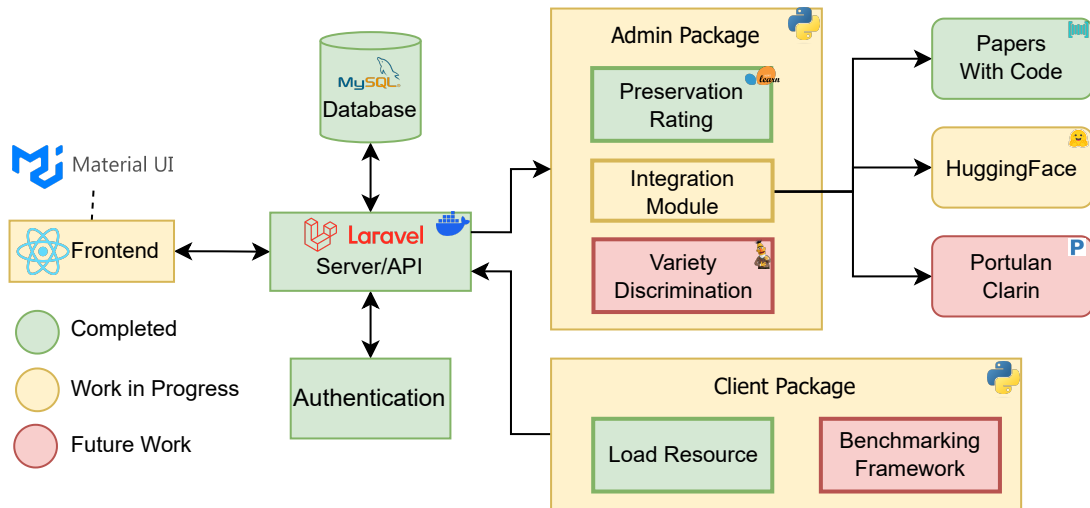 MySQL
Database
Material UI
Frontend
Laravel
Server/API
Authentication
Completed
Work in Progress
Future Work
Admin Package
learn
Preservation
Rating
Integration
Module
Variety
Discrimination
Papers
With Code
HuggingFace
P
Portulan
Clarin
Client Package
Load Resource
Benchmarking
Framework